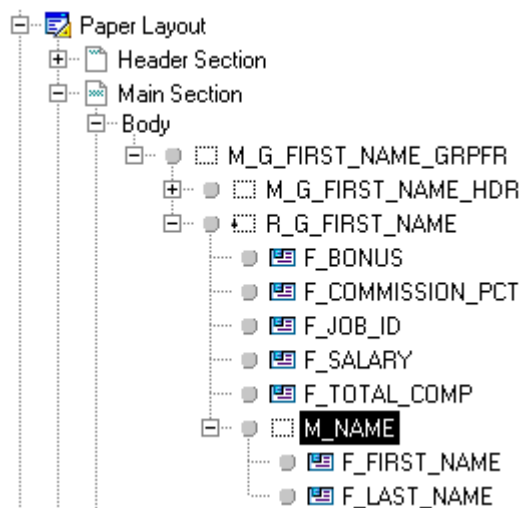 Paper Layout
Header Section
Main Section
Body
M_G_FIRST_NAME_GRPFR
M_G_FIRST_NAME_HDR
R_G_FIRST_NAME
F_BONUS
F_COMMISSION_PCT
F_JOB_ID
F_SALARY
F_TOTAL_COMP
M_NAME
F_FIRST_NAME
F_LAST_NAME